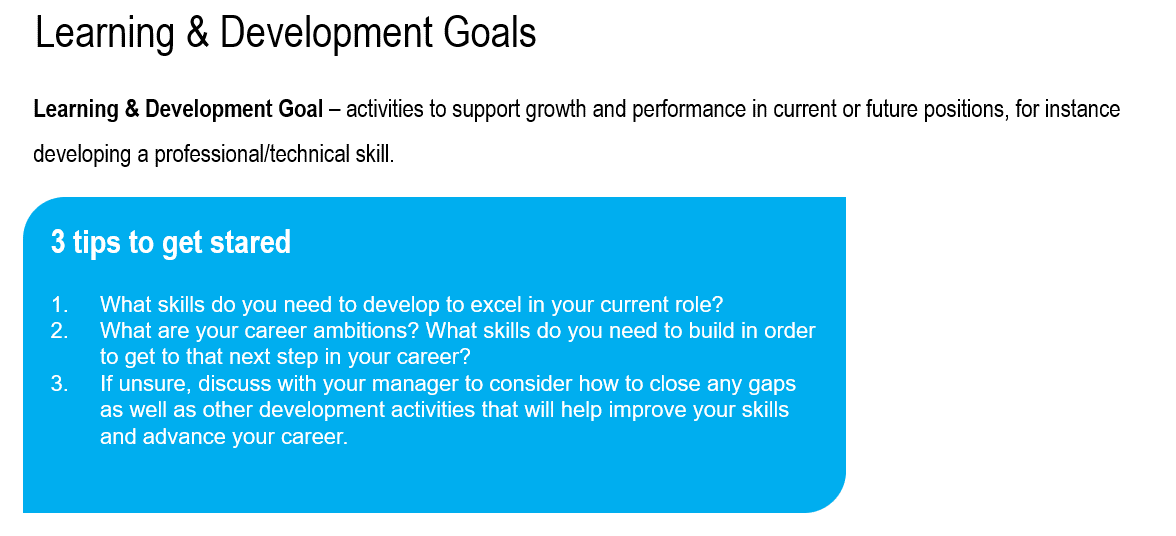 Learning & Development Goals
Learning & Development Goal – activities to support growth and performance in current or future positions, for instance
developing a professional/technical skill.
3 tips to get stared
1. What skills do you need to develop to excel in your current role?
2. What are your career ambitions? What skills do you need to build in order
to get to that next step in your career?
3. If unsure, discuss with your manager to consider how to close any gaps
as well as other development activities that will help improve your skills
and advance your career.